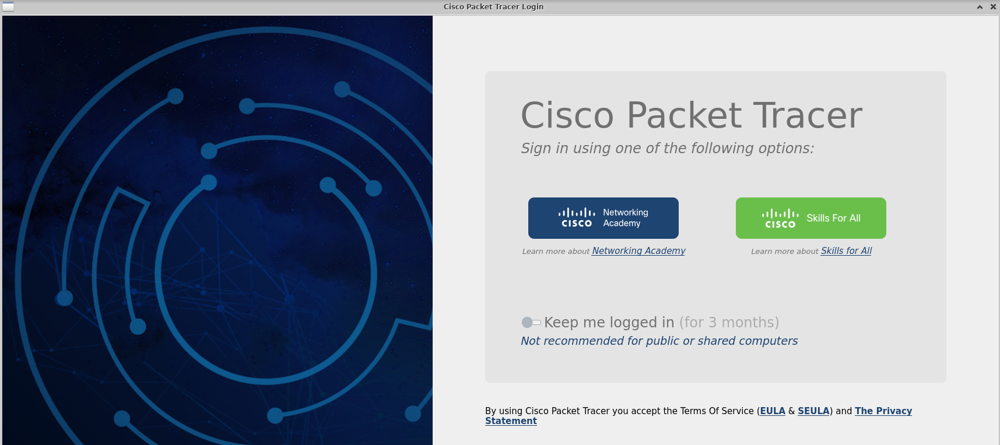 Cisco Packet Tracer Login
Cisco Packet Tracer
Sign in using one of the following options:
CISCO Networking Academy
CISCO Skills For All
Learn more about Networking Academy
Learn more about Skills for All
Keep me logged in (for 3 months)
Not recommended for public or shared computers
By using Cisco Packet Tracer you accept the Terms Of Service (EULA & SEULA) and The Privacy
Statement